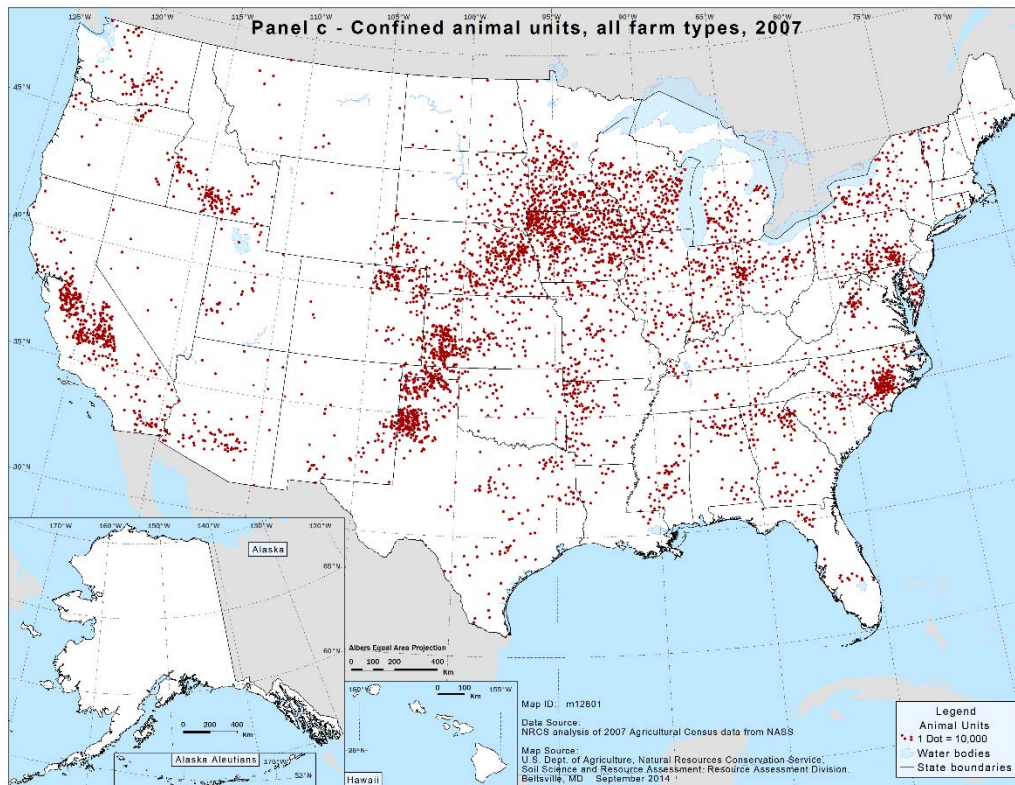 125°W
120°W
115°W
110°W
105°W
100°W
95°W
90°W
85°W
80°W
75°W
70°W
Panel c - Confined animal units, all farm types, 2007
45°N
40°N
35°N
30°N
170°W
160°W
150°W
140°W
130°W
120°W
Alaska
65°N
60°N
Albers Equal Area Projection
0 100 200 400
Km
0 200 400
Km
Alaska Aleutians
170°W
52°N
160°W
0 100
Km
155°W
20°N
Hawaii
Map ID: m12801
Data Source:
NRCS analysis of 2007 Agricultural Census data from NASS
Map Source:
U.S. Dept. of Agriculture, Natural Resources Conservation Service,
Soil Science and Resource Assessment, Resource Assessment Division,
Beltsville, MD September 2014
Legend
Animal Units
1 Dot = 10,000
Water bodies
State boundaries